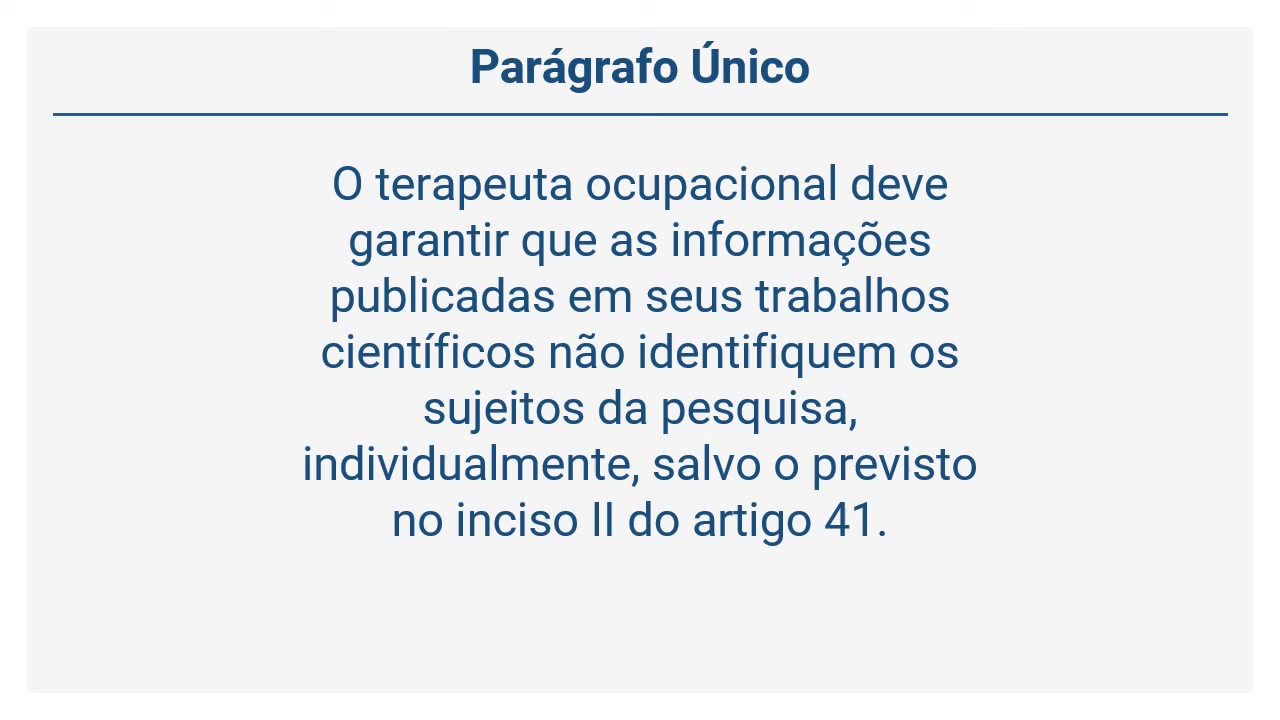 Parágrafo Único
O terapeuta ocupacional deve
garantir que as informações
publicadas em seus trabalhos
científicos não identifiquem os
sujeitos da pesquisa,
individualmente, salvo o previsto
no inciso II do artigo 41.